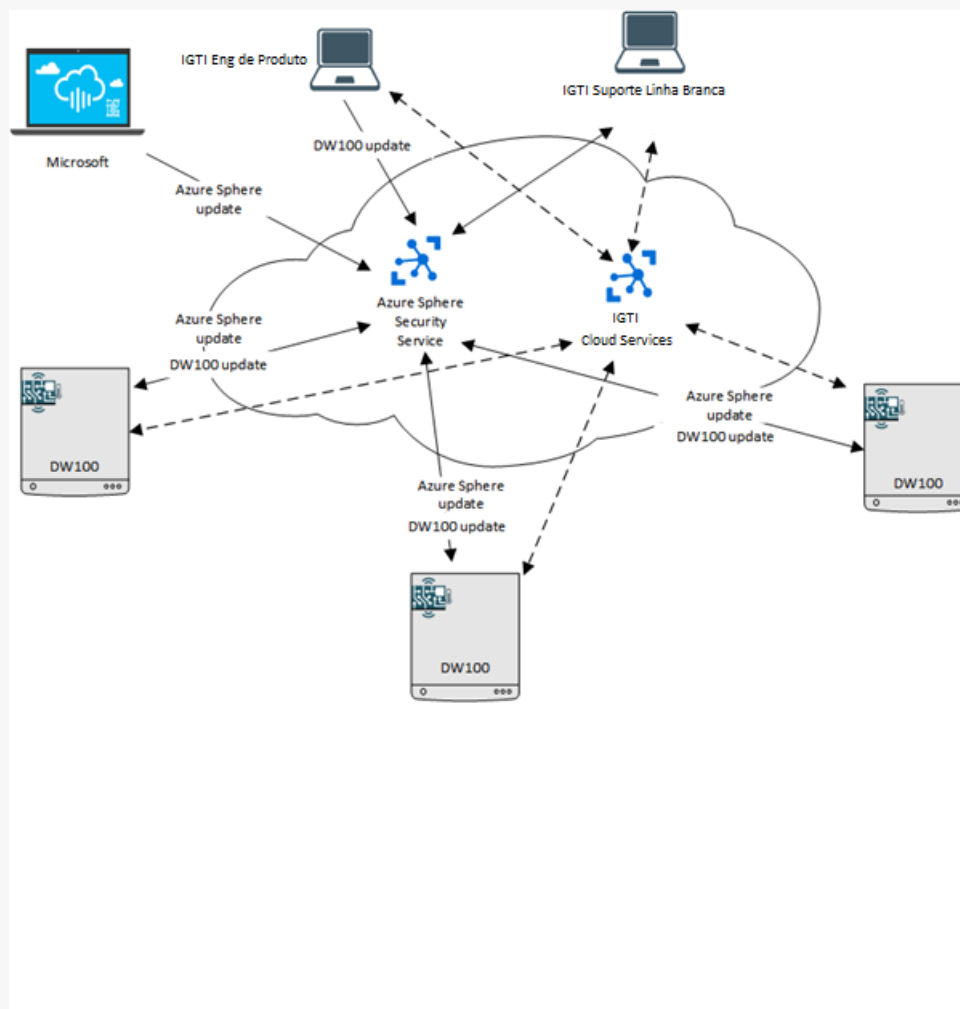 IGTI Eng de Produto
IGTI Suporte Linha Branca
Microsoft
DW100 update
Azure Sphere
update
Azure Sphere
Security
Service
IGTI
Cloud Services
Azure Sphere
update
DW100 update
Azure Sphere
update
DW100 update
Azure Sphere
update
DW100 update
DW100
DW100
DW100